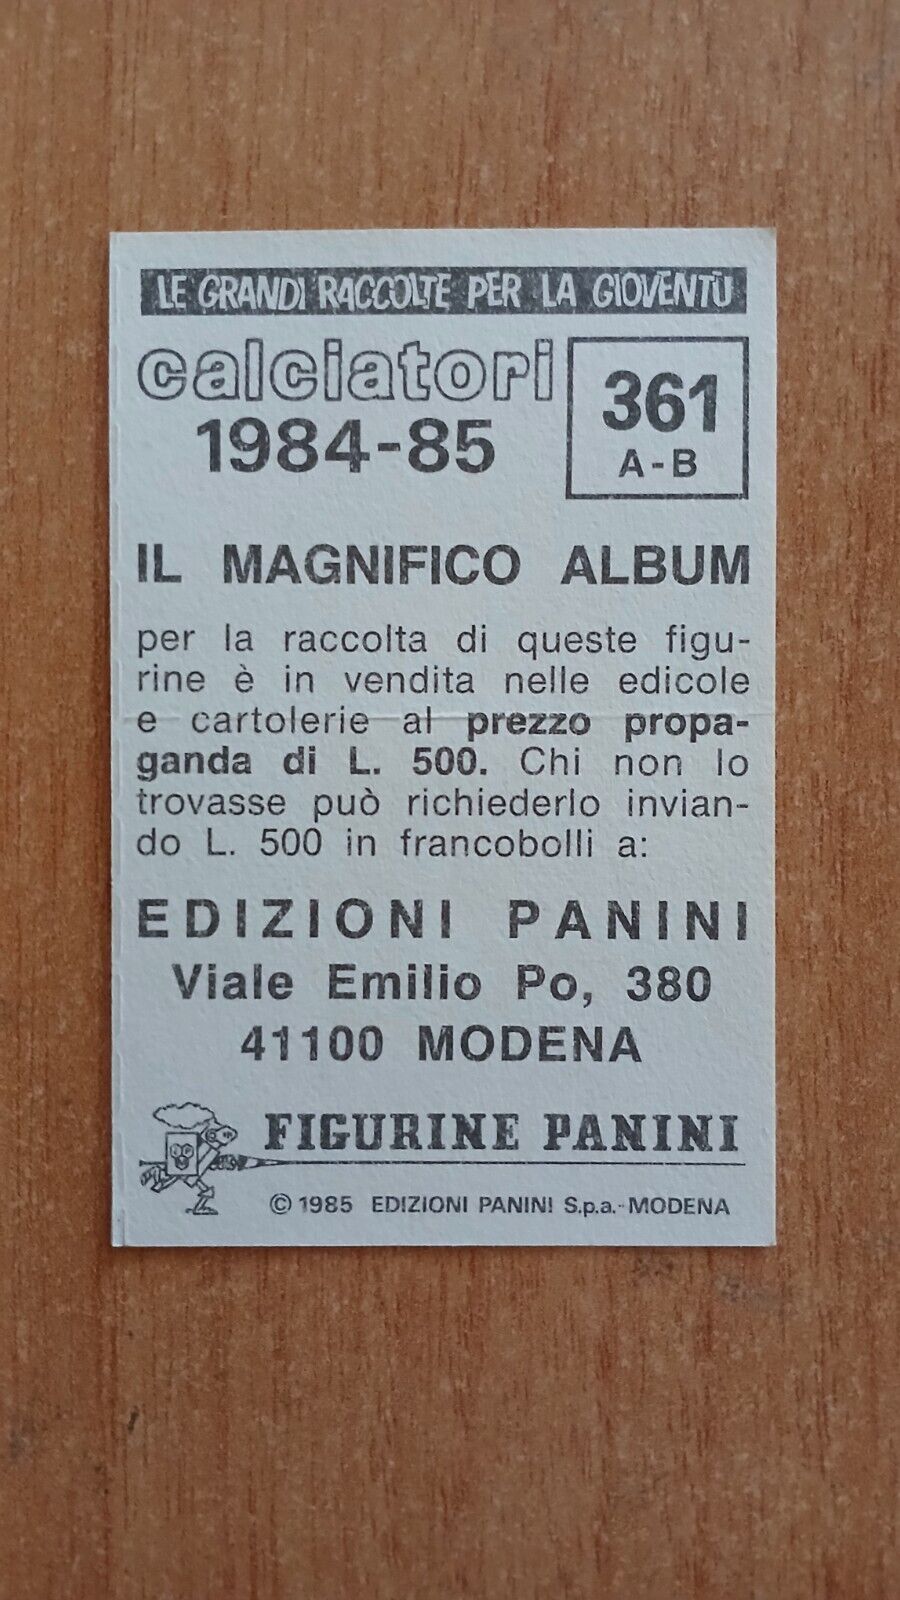 LE GRANDI RACCOLTE PER LA GIOVENTÙ
calciatori
1984-85
361
A-B
IL MAGNIFICO ALBUM
per la raccolta di queste figu-
rine è in vendita nelle edicole
e cartolerie al prezzo propa-
ganda di L. 500. Chi non lo
trovasse può richiederlo invian-
do L. 500 in francobolli a:
EDIZIONI PANINI
Viale Emilio Po, 380
41100 MODENA
FIGURINE PANINI
© 1985 EDIZIONI PANINI S.p.a.-MODENA